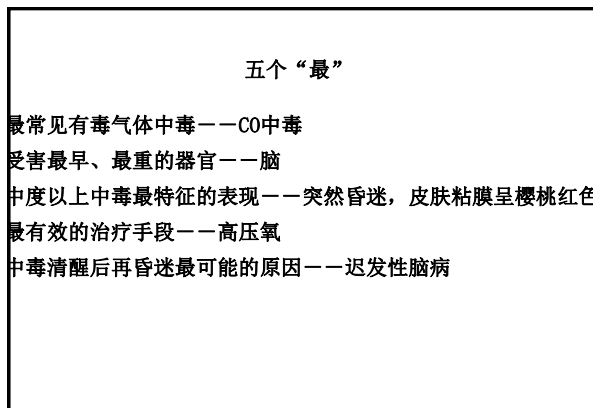 五个“最”
最常见有毒气体中毒－－CO中毒
受害最早、最重的器官－－脑
中度以上中毒最特征的表现－－突然昏迷，皮肤粘膜呈樱桃红色
最有效的治疗手段－－高压氧
中毒清醒后再昏迷最可能的原因－－迟发性脑病